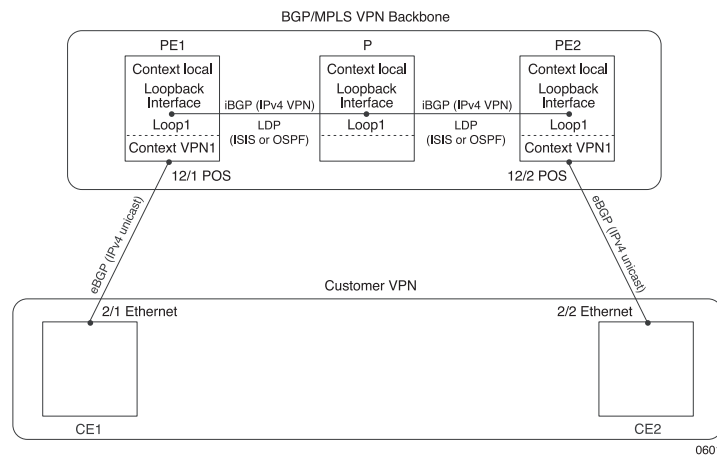 BGP/MPLS VPN Backbone
PE1
P
PE2
Context local
Loopback
Interface
Loop1
Context VPN1
iBGP (IPv4 VPN)
LDP
(ISIS or OSPF)
Context local
Loopback
Interface
Loop1
iBGP (IPv4 VPN)
LDP
(ISIS or OSPF)
Context local
Loopback
Interface
Loop1
Context VPN1
12/1 POS
12/2 POS
eBGP (IPv4 unicast)
eBGP (IPv4 unicast)
Customer VPN
2/1 Ethernet
2/2 Ethernet
CE1
CE2